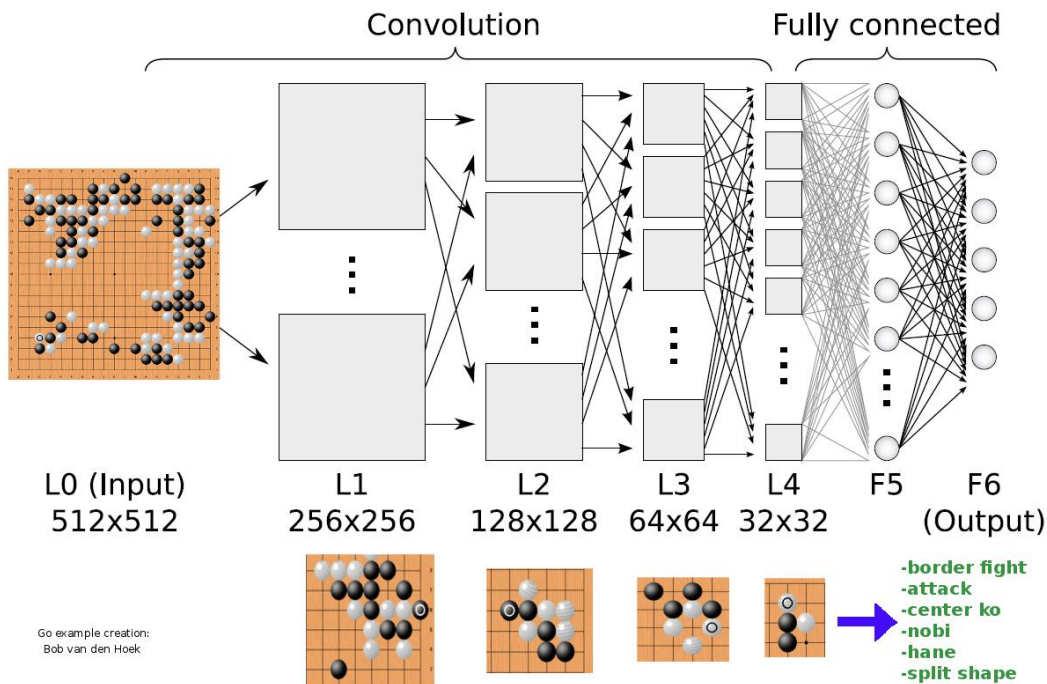 Convolution
Fully connected
L0 (Input)
512x512
L1
256x256
L2
128x128
L3
64x64
L4
32x32
F5
F6
(Output)
-border fight
-attack
-center ko
-nobi
-hane
-split shape
Go example creation:
Bob van den Hoek